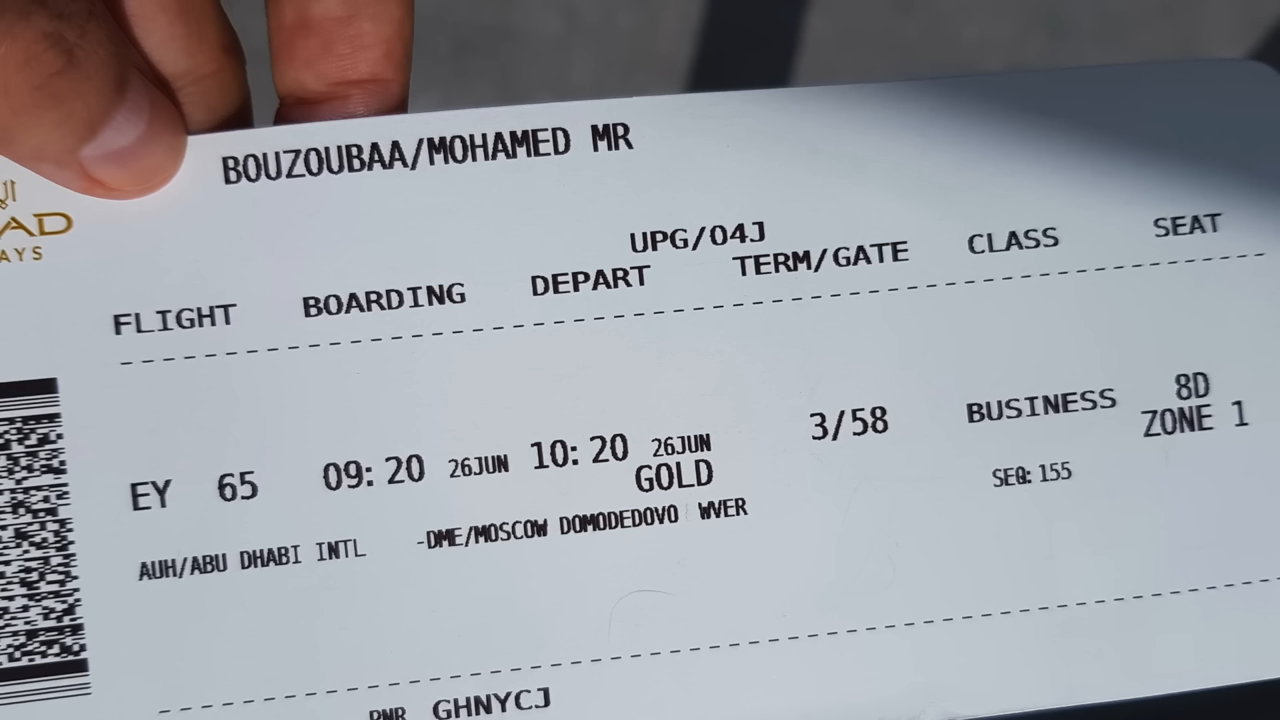 BOUZOUBAA/MOHAMED MR
AD
AYS
UPG/04J
FLIGHT BOARDING DEPART TERM/GATE CLASS SEAT
EY 65 09:20 26JUN 10:20 26JUN 3/58 BUSINESS 8D
GOLD ZONE 1
SEQ: 155
AUH/ABU DHABI INTL -DME/MOSCOW DOMODEDOVO WVER
PNR GHNYCJ